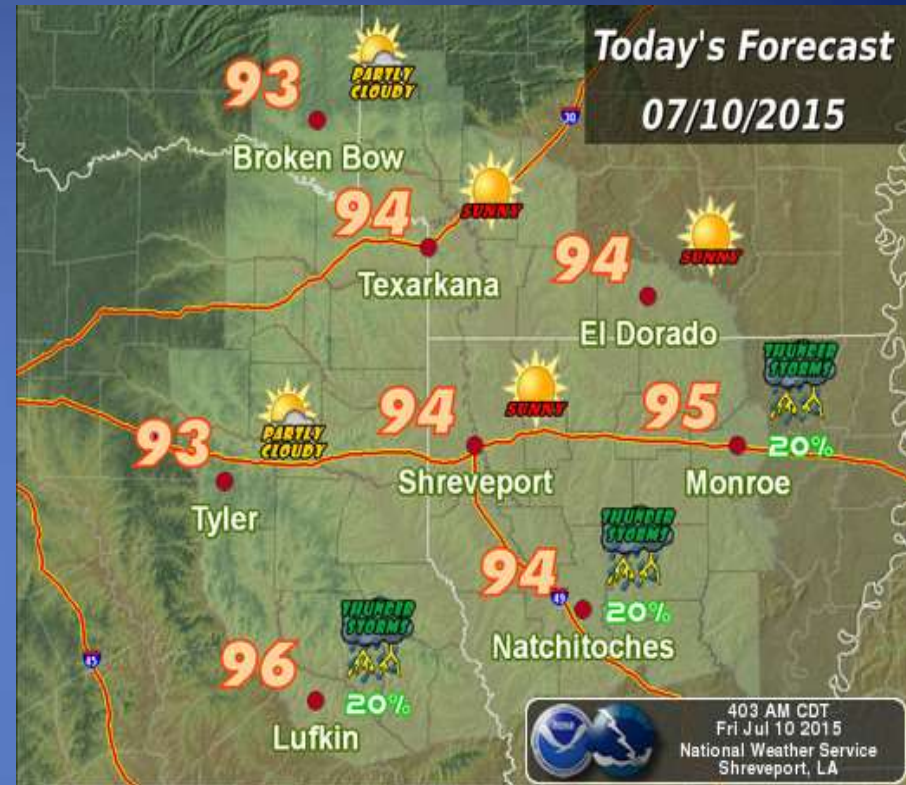 Today's Forecast
07/10/2015
93
PARTLY
CLOUDY
Broken Bow
30
94
SUNNY
Texarkana
94
SUNNY
El Dorado
93
PARTLY
CLOUDY
Tyler
94
SUNNY
Shreveport
95
THUNDER
STORMS
20%
Monroe
94
THUNDER
STORMS
49
20%
Natchitoches
45
96
THUNDER
STORMS
20%
Lufkin
noaa
403 AM CDT
Fri Jul 10 2015
National Weather Service
Shreveport, LA